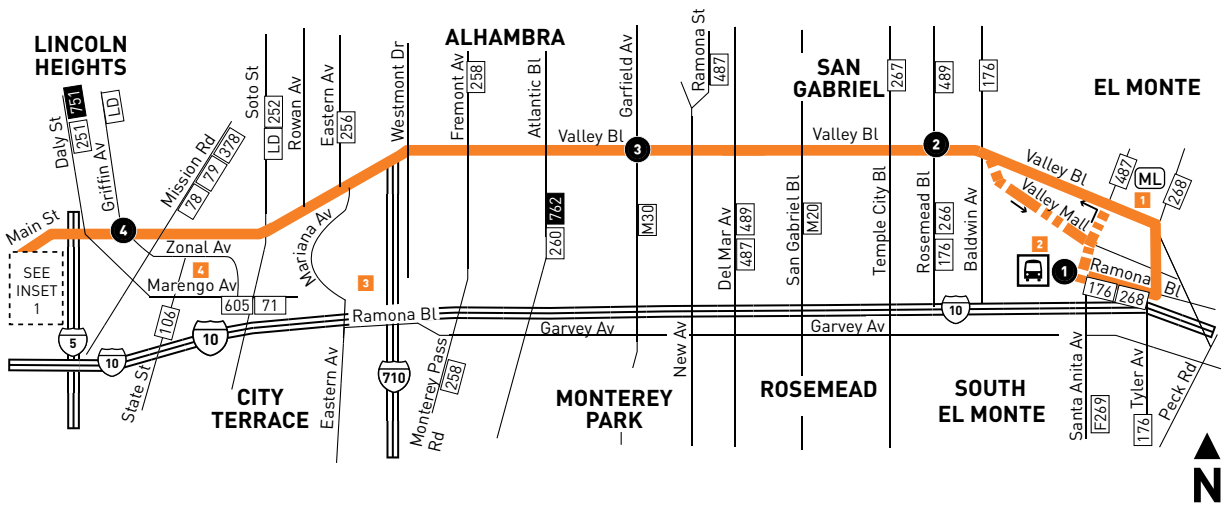 LINCOLN
HEIGHTS
ALHAMBRA
SAN
GABRIEL
EL MONTE
Daly St
251 751
Griffin Av
LD
Mission Rd
78 79 378
Soto St
LD 252
Rowan Av
Eastern Av
256
Westmont Dr
Fremont Av
258
Atlantic Bl
Garfield Av
Ramona St
487
267
489
176
Valley Bl
3
Valley Bl
2
Valley Bl
487
ML
1
268
Valley Mall
Main St
4
Zonal Av
4
Marengo Av
605 71
SEE
INSET
1
Mariana Av
3
260 762
M30
Del Mar Av
487 489
San Gabriel Bl
M20
Temple City Bl
Rosemead Bl
176 266
Baldwin Av
2
1
Ramona Bl
176 268
106
State St
5
10
10
Ramona Bl
Garvey Av
New Av
Garvey Av
10
Eastern Av
710
Monterey Pass
Rd
258
CITY
TERRACE
MONTEREY
PARK
ROSEMEAD
SOUTH
EL MONTE
Santa Anita Av
F269
Tyler Av
176
Peck Rd
N